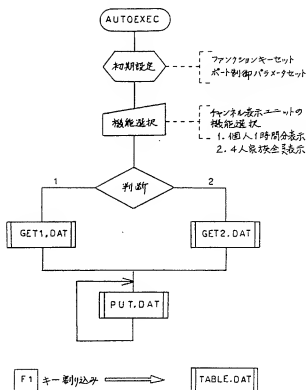 AUTOEXEC
初期設定
ファンクションキーセット
ポート制御パラメータセット
機能選択
チャンネル表示ユニットの
機能選択
1. 個人1時間分表示
2. 4人家族全員表示
判断
1
2
GET1.DAT
GET2.DAT
PUT.DAT
F1 キー割り込み
TABLE.DAT